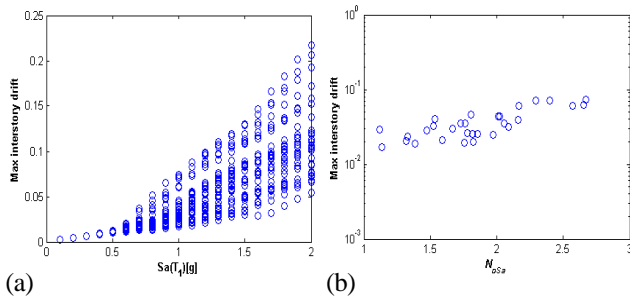 Max interstory drift
0.25
0.2
0.15
0.1
0.05
0
0 0.5 1 1.5 2
Sa(T1)[g]
(a)
Max interstory drift
10^0
10^-1
10^-2
10^-3
1 1.5 2 2.5 3
NpSa
(b)